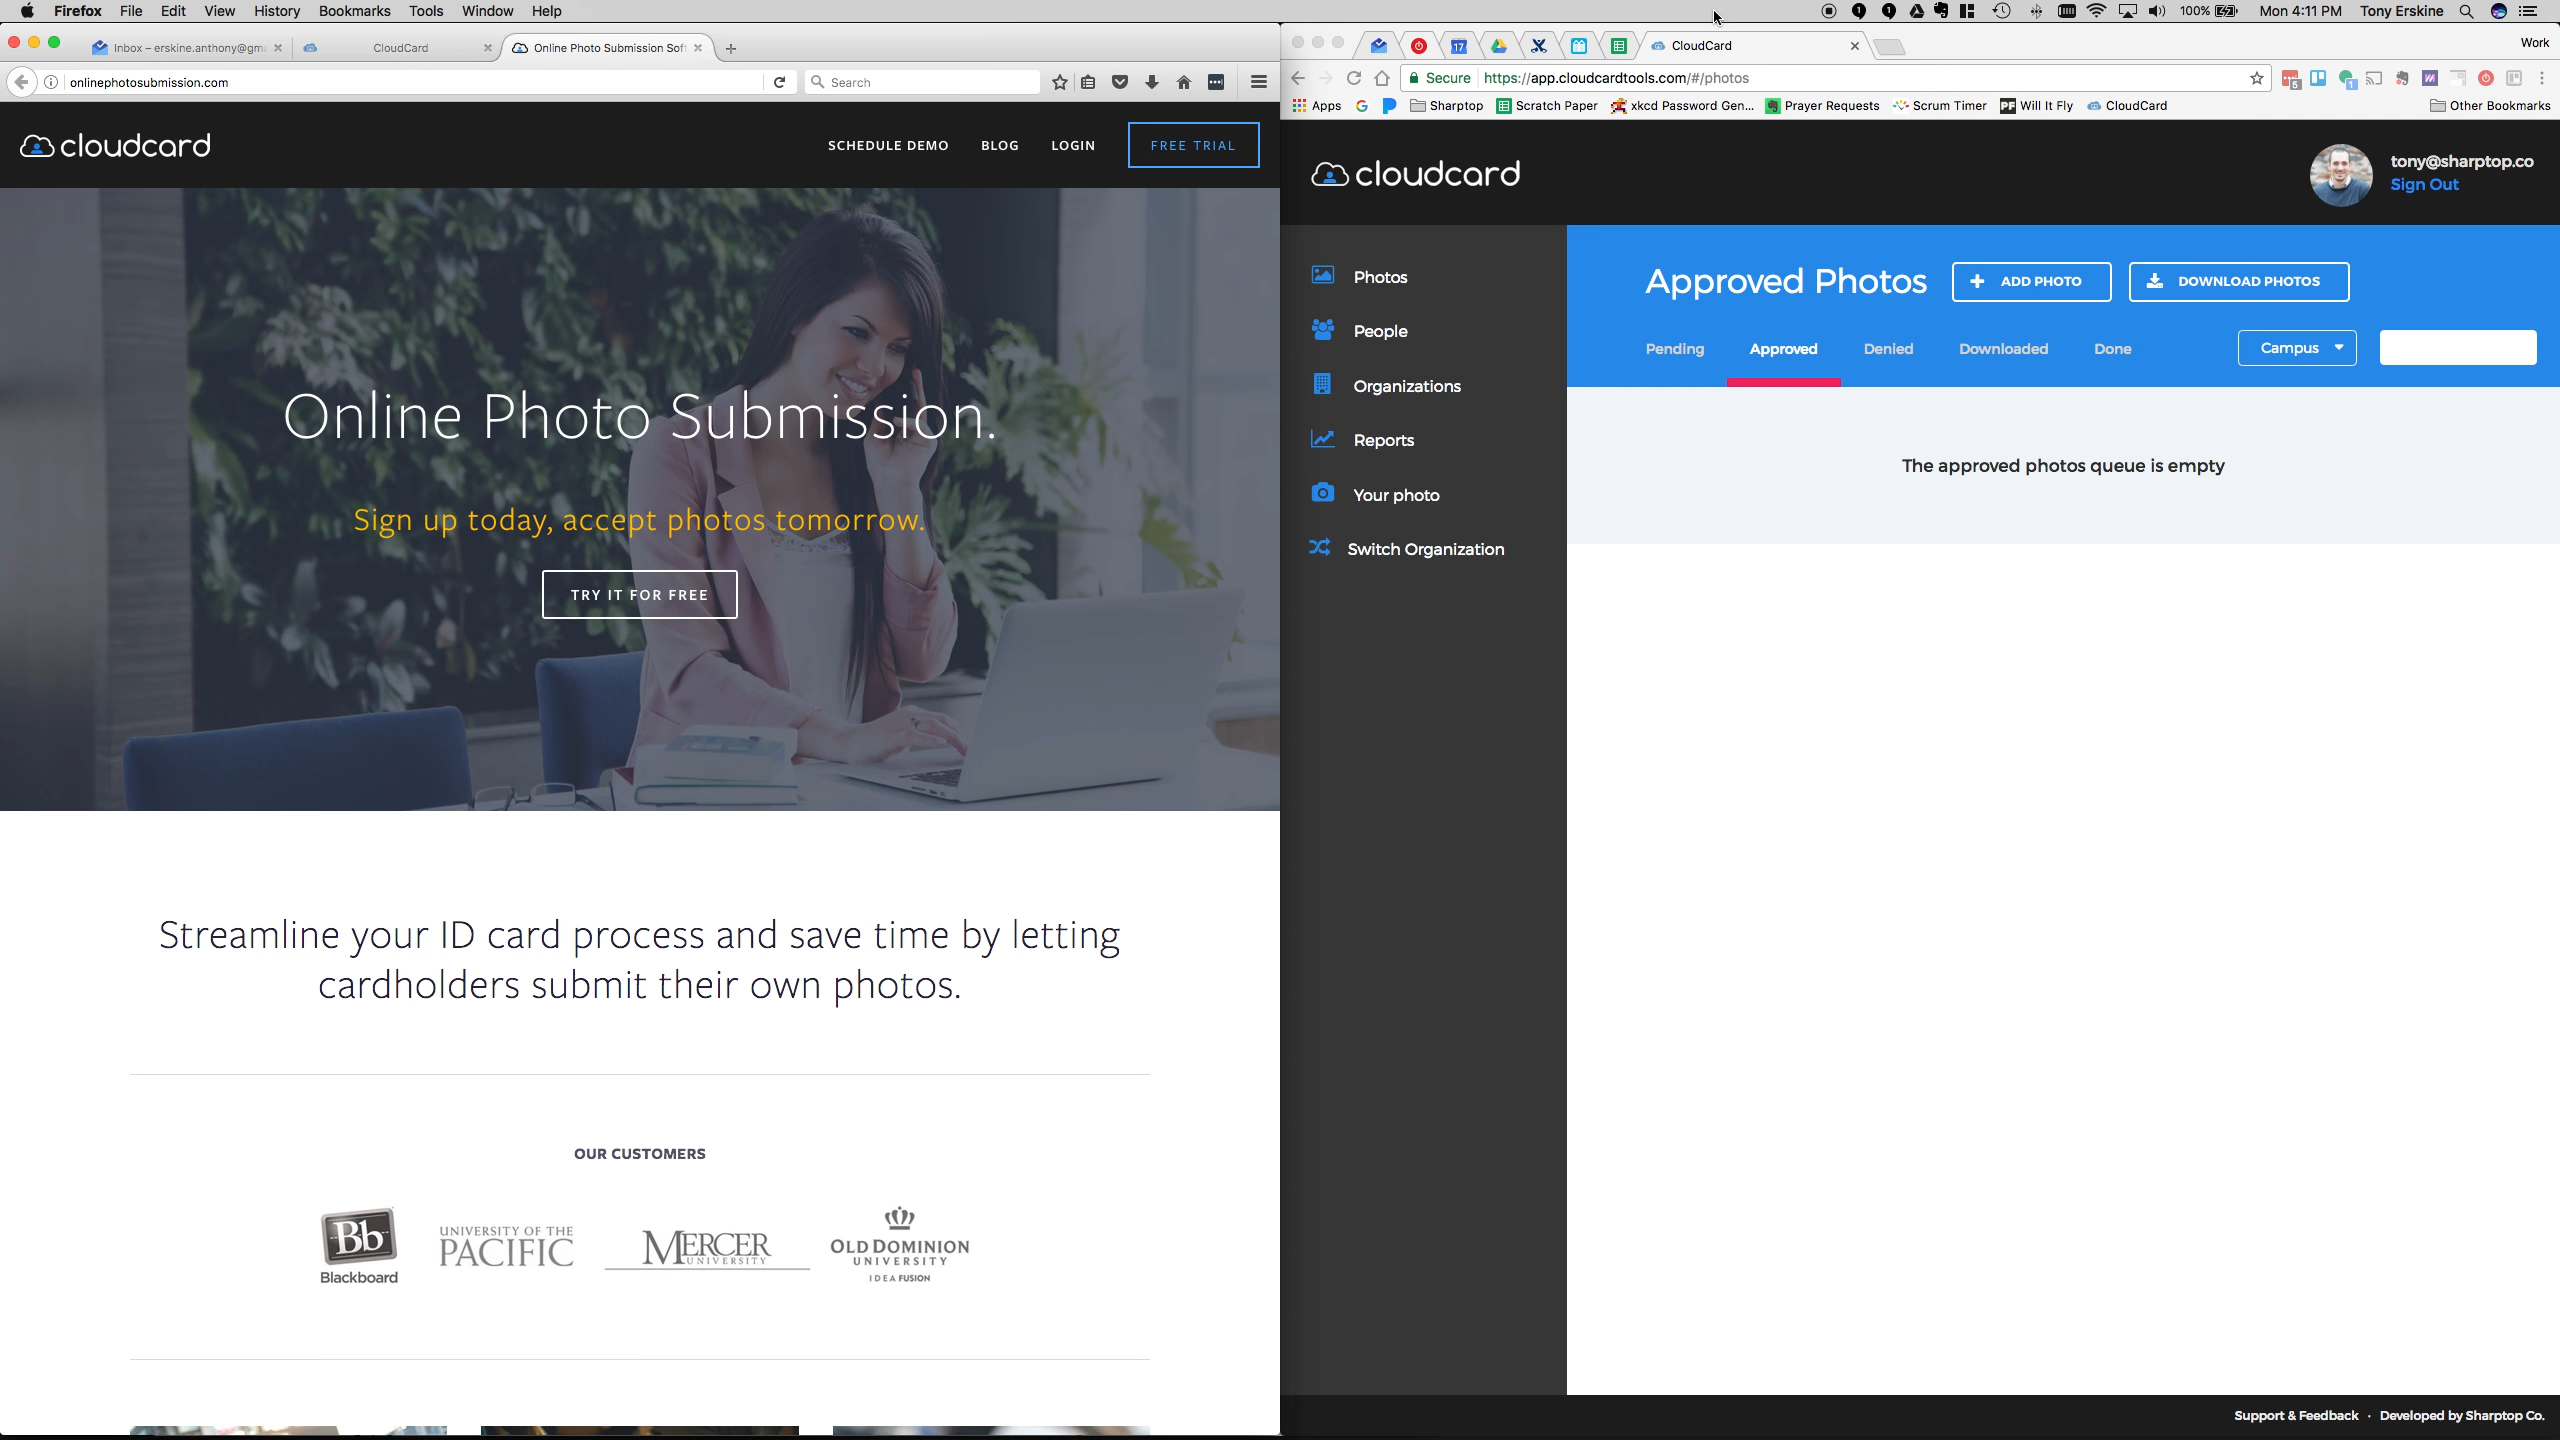 Firefox File Edit View History Bookmarks Tools Window Help
100% Mon 4:11 PM Tony Erskine
Inbox – erskine.anthony@gm
CloudCard
Online Photo Submission Sof
onlinephotosubmission.com
Search
cloudcard
SCHEDULE DEMO BLOG LOGIN FREE TRIAL
Online Photo Submission.
Sign up today, accept photos tomorrow.
TRY IT FOR FREE
Streamline your ID card process and save time by letting
cardholders submit their own photos.
OUR CUSTOMERS
Bb
Blackboard
UNIVERSITY OF THE
PACIFIC
MERCER
UNIVERSITY
OLD DOMINION
UNIVERSITY
IDEA FUSION
17
CloudCard
Work
Secure https://app.cloudcardtools.com/#/photos
Apps Sharptop Scratch Paper xkcd Password Gen... Prayer Requests Scrum Timer PF Will It Fly CloudCard Other Bookmarks
cloudcard
tony@sharptop.co
Sign Out
Photos
People
Organizations
Reports
Your photo
Switch Organization
Approved Photos
ADD PHOTO
DOWNLOAD PHOTOS
Pending Approved Denied Downloaded Done
Campus
The approved photos queue is empty
Support & Feedback · Developed by Sharptop Co.